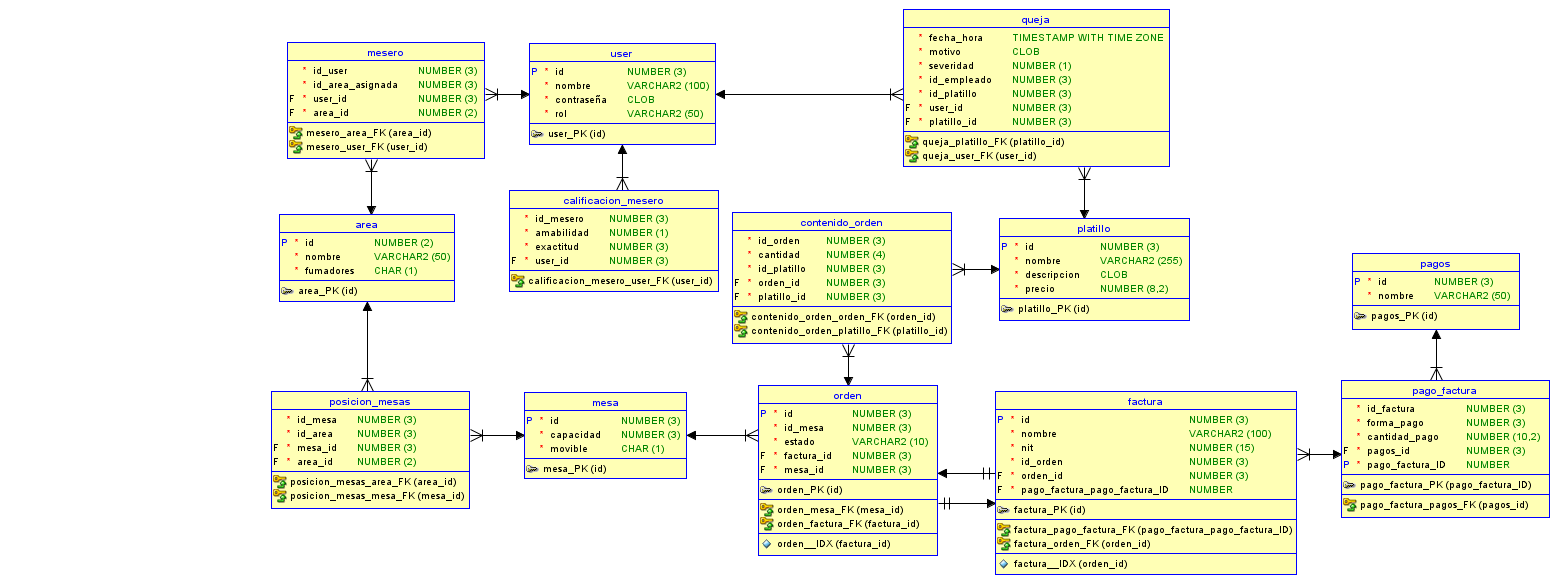 mesero
* id_user NUMBER (3)
* id_area_asignada NUMBER (3)
F * user_id NUMBER (3)
F * area_id NUMBER (2)
mesero_area_FK (area_id)
mesero_user_FK (user_id)
user
P * id NUMBER (3)
* nombre VARCHAR2 (100)
* contraseña CLOB
* rol VARCHAR2 (50)
user_PK (id)
queja
* fecha_hora TIMESTAMP WITH TIME ZONE
* motivo CLOB
* severidad NUMBER (1)
* id_empleado NUMBER (3)
* id_platillo NUMBER (3)
F * user_id NUMBER (3)
F * platillo_id NUMBER (3)
queja_platillo_FK (platillo_id)
queja_user_FK (user_id)
area
P * id NUMBER (2)
* nombre VARCHAR2 (50)
* fumadores CHAR (1)
area_PK (id)
calificacion_mesero
* id_mesero NUMBER (3)
* amabilidad NUMBER (1)
* exactitud NUMBER (3)
F * user_id NUMBER (3)
calificacion_mesero_user_FK (user_id)
contenido_orden
* id_orden NUMBER (3)
* cantidad NUMBER (4)
* id_platillo NUMBER (3)
F * orden_id NUMBER (3)
F * platillo_id NUMBER (3)
contenido_orden_orden_FK (orden_id)
contenido_orden_platillo_FK (platillo_id)
platillo
P * id NUMBER (3)
* nombre VARCHAR2 (255)
* descripcion CLOB
* precio NUMBER (8,2)
platillo_PK (id)
pagos
P * id NUMBER (3)
* nombre VARCHAR2 (50)
pagos_PK (id)
posicion_mesas
* id_mesa NUMBER (3)
* id_area NUMBER (3)
F * mesa_id NUMBER (3)
F * area_id NUMBER (2)
posicion_mesas_area_FK (area_id)
posicion_mesas_mesa_FK (mesa_id)
mesa
P * id NUMBER (3)
* capacidad NUMBER (3)
* movible CHAR (1)
mesa_PK (id)
orden
P * id NUMBER (3)
* id_mesa NUMBER (3)
* estado VARCHAR2 (10)
F * factura_id NUMBER (3)
F * mesa_id NUMBER (3)
orden_PK (id)
orden_mesa_FK (mesa_id)
orden_factura_FK (factura_id)
orden__IDX (factura_id)
factura
P * id NUMBER (3)
* nombre VARCHAR2 (100)
* nit NUMBER (15)
* id_orden NUMBER (3)
F * orden_id NUMBER (3)
F * pago_factura_pago_factura_ID NUMBER
factura_PK (id)
factura_pago_factura_FK (pago_factura_pago_factura_ID)
factura_orden_FK (orden_id)
factura__IDX (orden_id)
pago_factura
* id_factura NUMBER (3)
* forma_pago NUMBER (3)
* cantidad_pago NUMBER (10,2)
F * pagos_id NUMBER (3)
P * pago_factura_ID NUMBER
pago_factura_PK (pago_factura_ID)
pago_factura_pagos_FK (pagos_id)